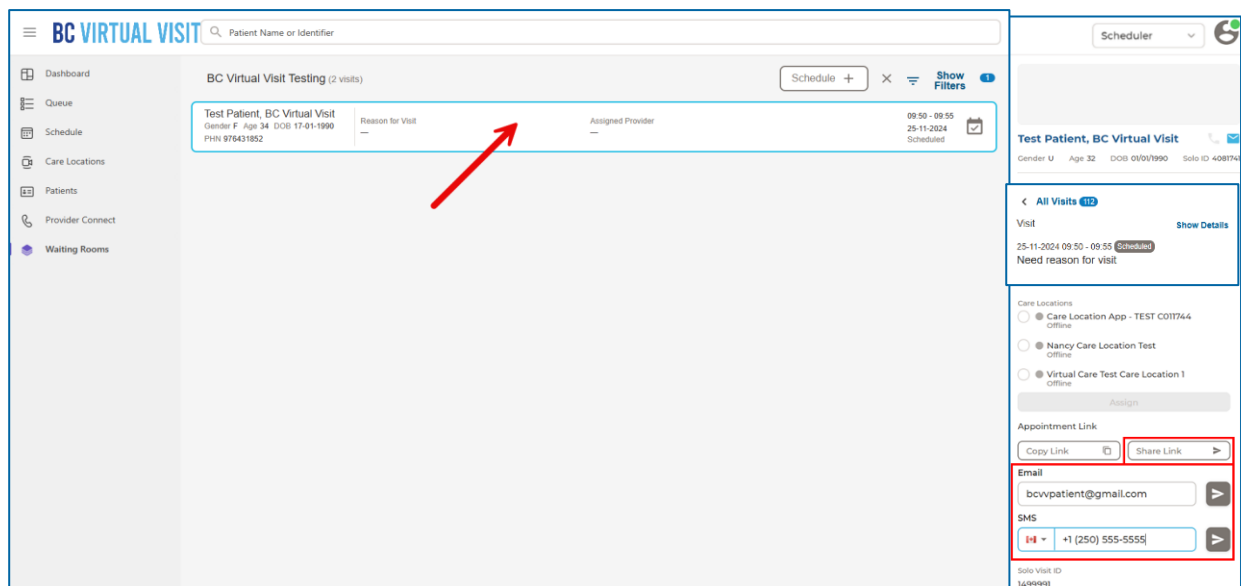 BC VIRTUAL VISIT
Patient Name or Identifier
Scheduler
Dashboard
Queue
Schedule
Care Locations
Patients
Provider Connect
Waiting Rooms
BC Virtual Visit Testing (2 visits)
Schedule +
Show Filters 1
Test Patient, BC Virtual Visit
Gender F Age 34 DOB 17-01-1990
PHN 976431852
Reason for Visit
—
Assigned Provider
—
09:50 - 09:55
25-11-2024
Scheduled
Test Patient, BC Virtual Visit
Gender U Age 32 DOB 01/01/1990 Solo ID 4081741
All Visits 112
Visit
Show Details
25-11-2024 09:50 - 09:55 Scheduled
Need reason for visit
Care Locations
Care Location App - TEST C011744
Offline
Nancy Care Location Test
Offline
Virtual Care Test Care Location 1
Offline
Assign
Appointment Link
Copy Link
Share Link
Email
bcvvpatient@gmail.com
SMS
+1 (250) 555-5555
Solo Visit ID
1499991